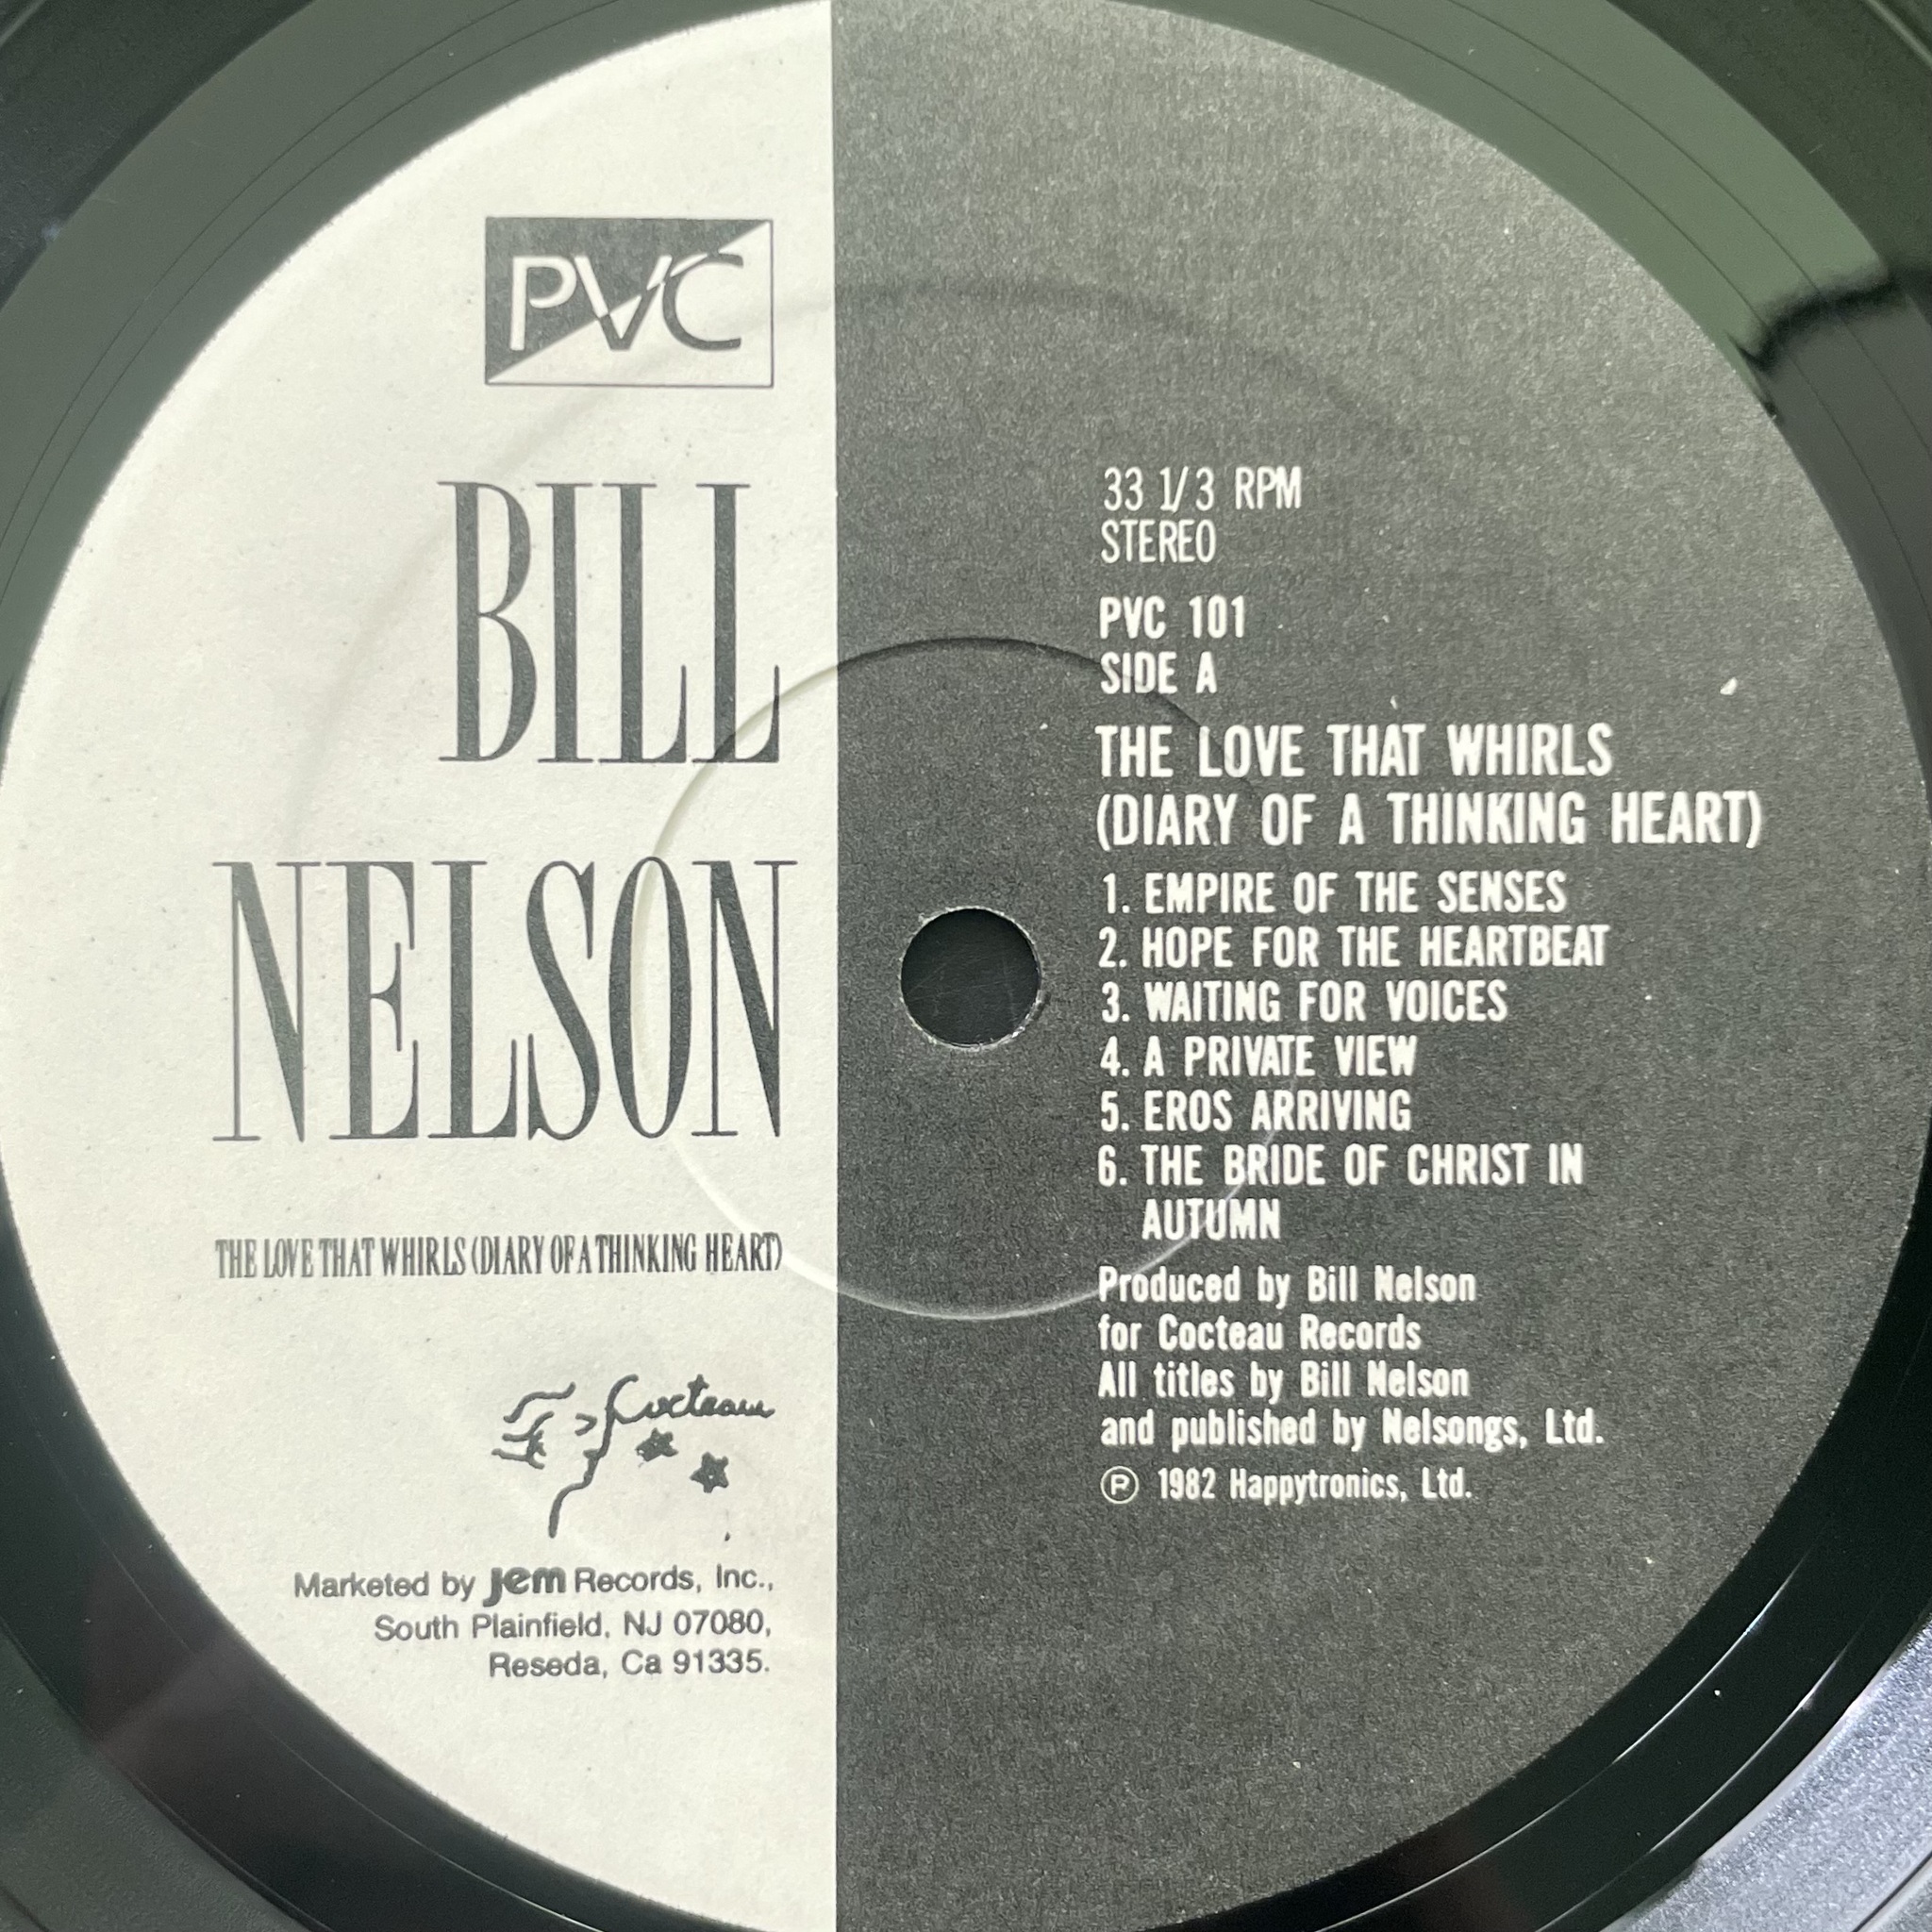 PVC
BILL
NELSON
THE LOVE THAT WHIRLS (DIARY OF A THINKING HEART)
Cocteau
Marketed by Jem Records, Inc.,
South Plainfield, NJ 07080,
Reseda, Ca 91335.
33 1/3 RPM
STEREO
PVC 101
SIDE A
THE LOVE THAT WHIRLS
(DIARY OF A THINKING HEART)
1. EMPIRE OF THE SENSES
2. HOPE FOR THE HEARTBEAT
3. WAITING FOR VOICES
4. A PRIVATE VIEW
5. EROS ARRIVING
6. THE BRIDE OF CHRIST IN
AUTUMN
Produced by Bill Nelson
for Cocteau Records
All titles by Bill Nelson
and published by Nelsongs, Ltd.
Ⓟ 1982 Happytronics, Ltd.